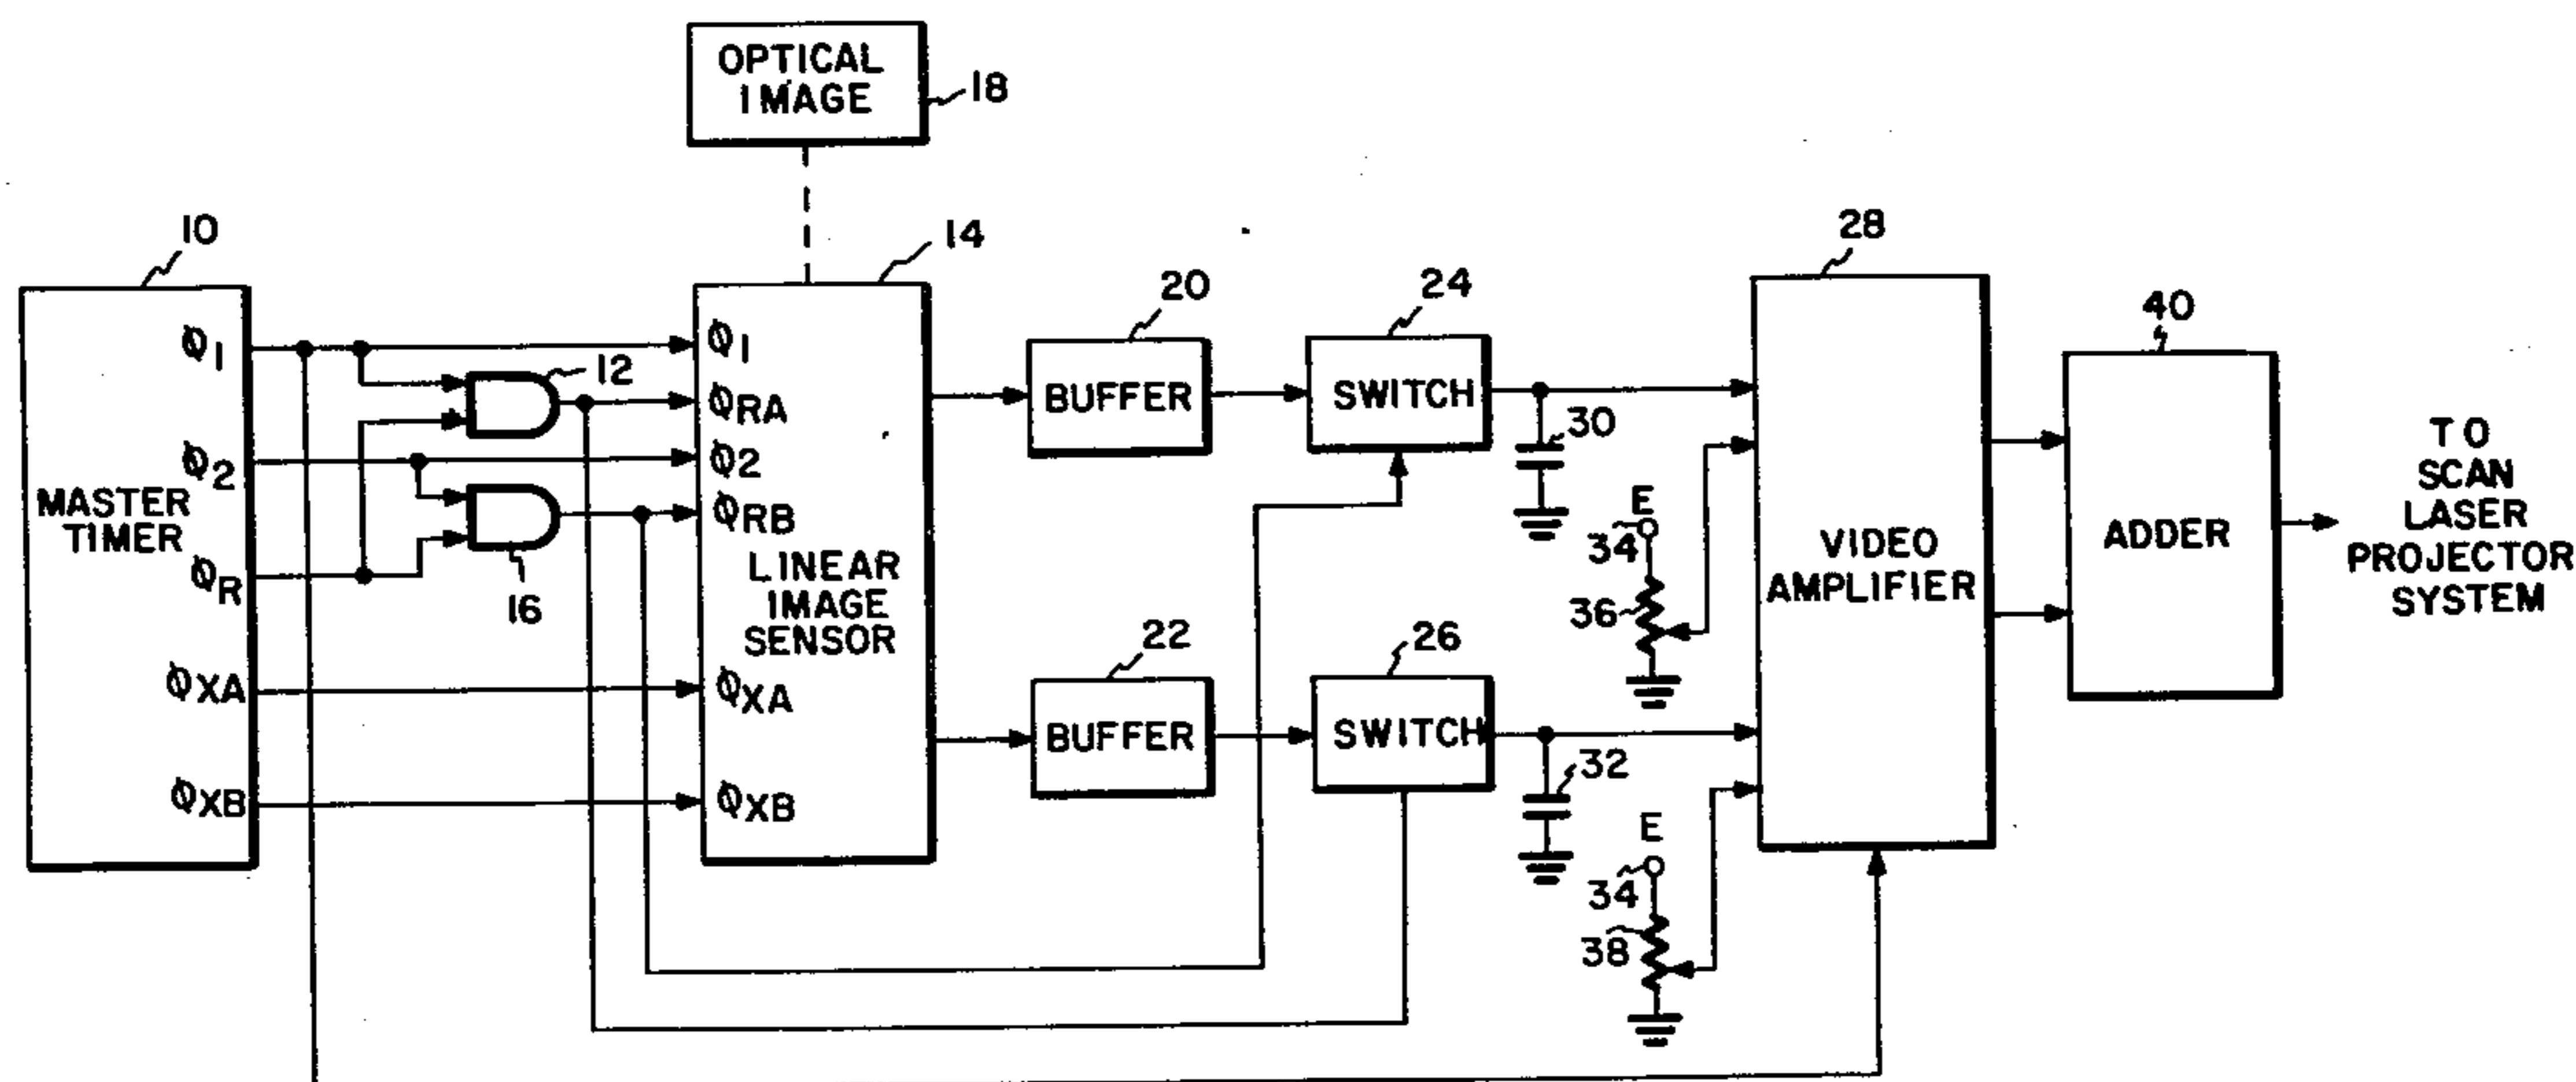 OPTICAL
IMAGE
18
10
14
Φ1
Φ2
MASTER
TIMER
ΦR
ΦXA
ΦXB
12
16
Φ1
ΦRA
Φ2
ΦRB
LINEAR
IMAGE
SENSOR
ΦXA
ΦXB
20
BUFFER
22
BUFFER
24
SWITCH
26
SWITCH
30
32
E
34
36
E
34
38
28
VIDEO
AMPLIFIER
40
ADDER
TO
SCAN
LASER
PROJECTOR
SYSTEM